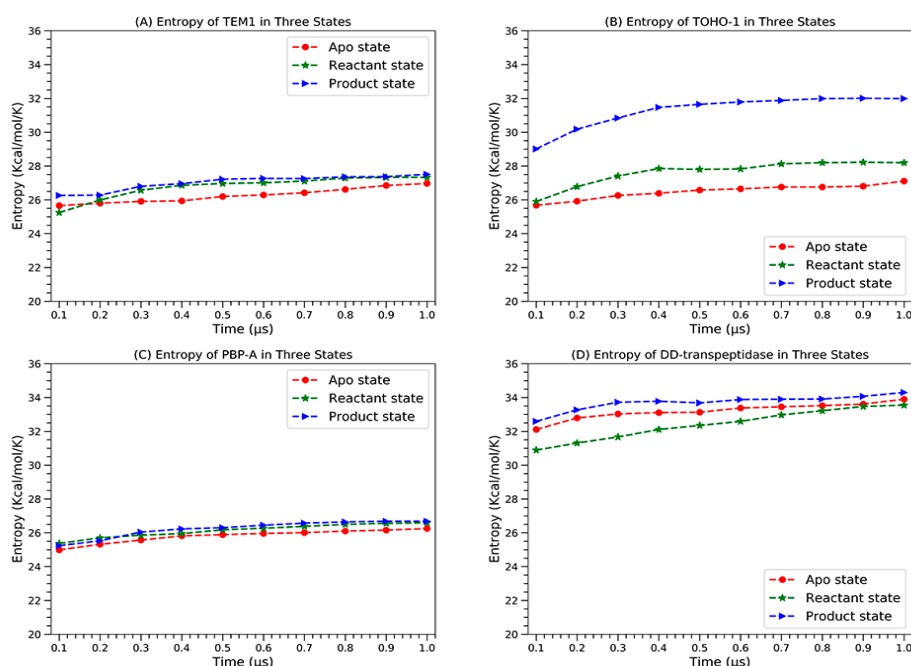 (A) Entropy of TEM1 in Three States
36
34
32
30
28
26
24
22
20
Entropy (Kcal/mol/K)
Apo state
Reactant state
Product state
0.1 0.2 0.3 0.4 0.5 0.6 0.7 0.8 0.9 1.0
Time (μs)
(B) Entropy of TOHO-1 in Three States
36
34
32
30
28
26
24
22
20
Entropy (Kcal/mol/K)
Apo state
Reactant state
Product state
0.1 0.2 0.3 0.4 0.5 0.6 0.7 0.8 0.9 1.0
Time (μs)
(C) Entropy of PBP-A in Three States
36
34
32
30
28
26
24
22
20
Entropy (Kcal/mol/K)
Apo state
Reactant state
Product state
0.1 0.2 0.3 0.4 0.5 0.6 0.7 0.8 0.9 1.0
Time (μs)
(D) Entropy of DD-transpeptidase in Three States
36
34
32
30
28
26
24
22
20
Entropy (Kcal/mol/K)
Apo state
Reactant state
Product state
0.1 0.2 0.3 0.4 0.5 0.6 0.7 0.8 0.9 1.0
Time (μs)